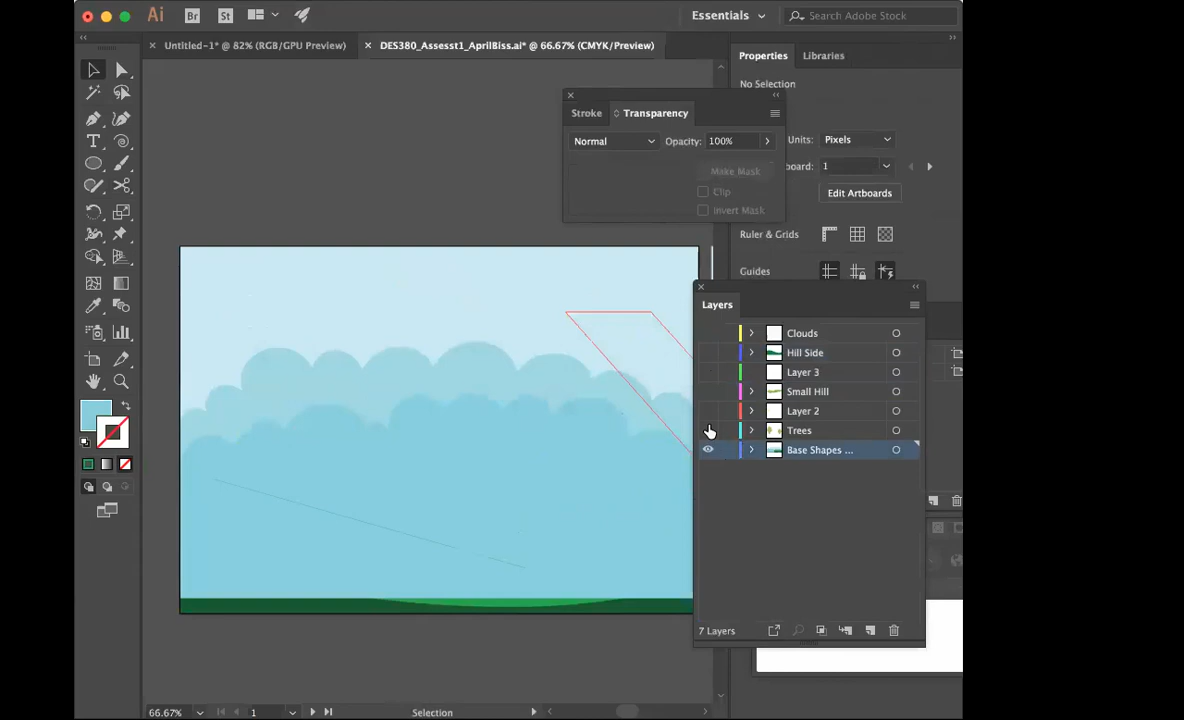 Ai Br St Essentials Search Adobe Stock
Untitled-1* @ 82% (RGB/GPU Preview) DES380_Assesst1_AprilBiss.ai* @ 66.67% (CMYK/Preview)
Properties Libraries
No Selection
Units: Pixels
board: 1
Edit Artboards
Ruler & Grids
Guides
Stroke Transparency
Normal Opacity: 100%
Make Mask
Clip
Invert Mask
Layers
Clouds
Hill Side
Layer 3
Small Hill
Layer 2
Trees
Base Shapes ...
7 Layers
66.67% 1 Selection